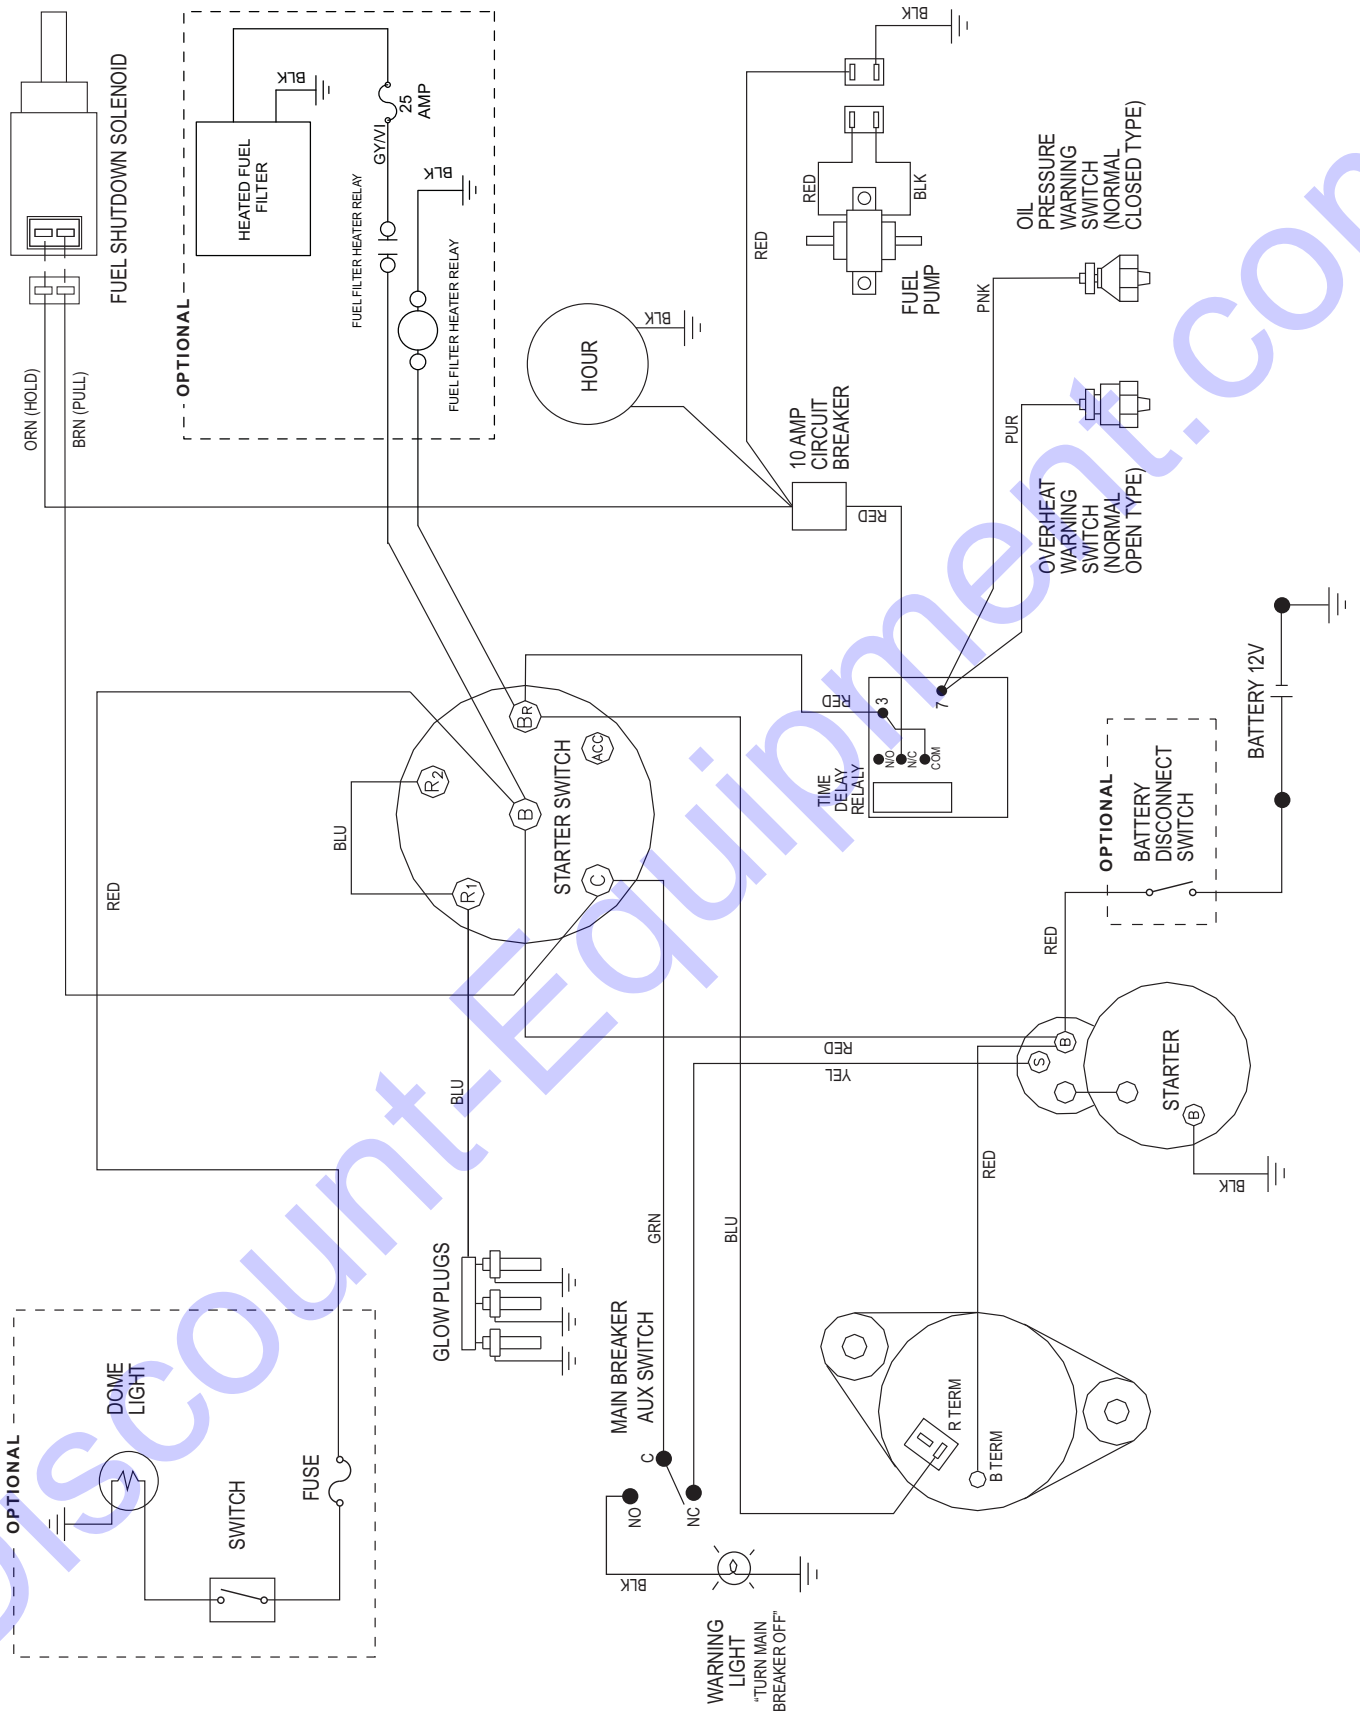 FUEL SHUTDOWN SOLENOID
ORN (HOLD)
BRN (PULL)
OPTIONAL
HEATED FUEL
FILTER
BLK
25
AMP
GY/VI
FUEL FILTER HEATER RELAY
BLK
FUEL FILTER HEATER RELAY
HOUR
BLK
BLK
RED
RED
BLK
FUEL
PUMP
OIL
PRESSURE
WARNING
SWITCH
(NORMAL
CLOSED TYPE)
PNK
PUR
OVERHEAT
WARNING
SWITCH
(NORMAL
OPEN TYPE)
10 AMP
CIRCUIT
BREAKER
RED
RED
3
7
N/O
N/C
COM
TIME
DELAY
RELALY
STARTER SWITCH
R1
R2
B
BR
ACC
C
BLU
RED
BLU
OPTIONAL
BATTERY
DISCONNECT
SWITCH
BATTERY 12V
RED
RED
YEL
S
B
B
STARTER
BLK
RED
BLU
GRN
GLOW PLUGS
MAIN BREAKER
AUX SWITCH
C
NO
NC
BLK
WARNING
LIGHT
"TURN MAIN
BREAKER OFF"
R TERM
B TERM
OPTIONAL
DOME
LIGHT
SWITCH
FUSE
Discount-Equipment.com